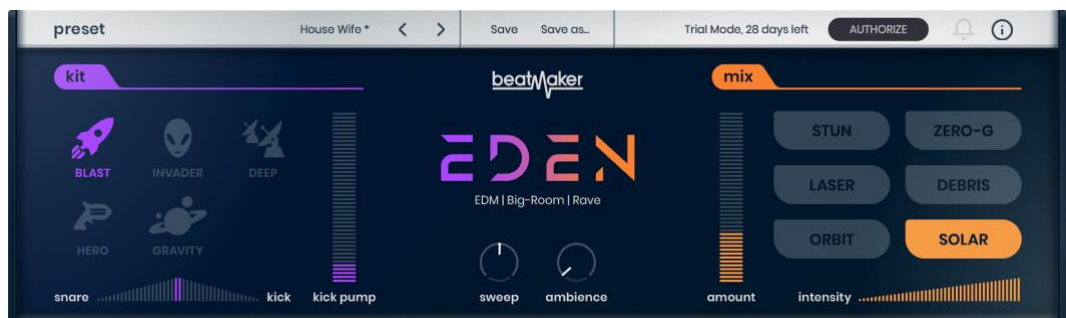 preset House Wife * < > Save Save as... Trial Mode, 28 days left AUTHORIZE
kit beatMaker mix
EDEN
EDM | Big-Room | Rave
BLAST INVADER DEEP
HERO GRAVITY
STUN ZERO-G
LASER DEBRIS
ORBIT SOLAR
snare kick kick pump sweep ambience amount intensity